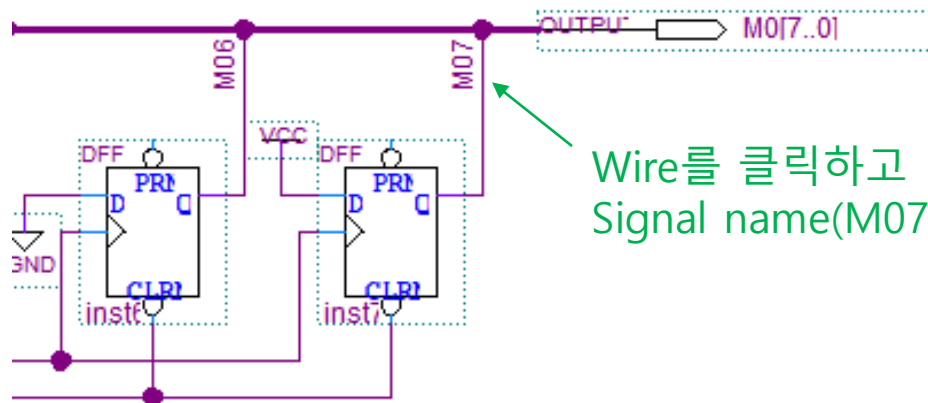 OUTPUT
M0[7..0]
M06
M07
VCC
DFF
DFF
PRN
PRN
D
Q
D
Q
GND
CLRN
CLRN
inst6
inst7
Wire를 클릭하고
Signal name(M07